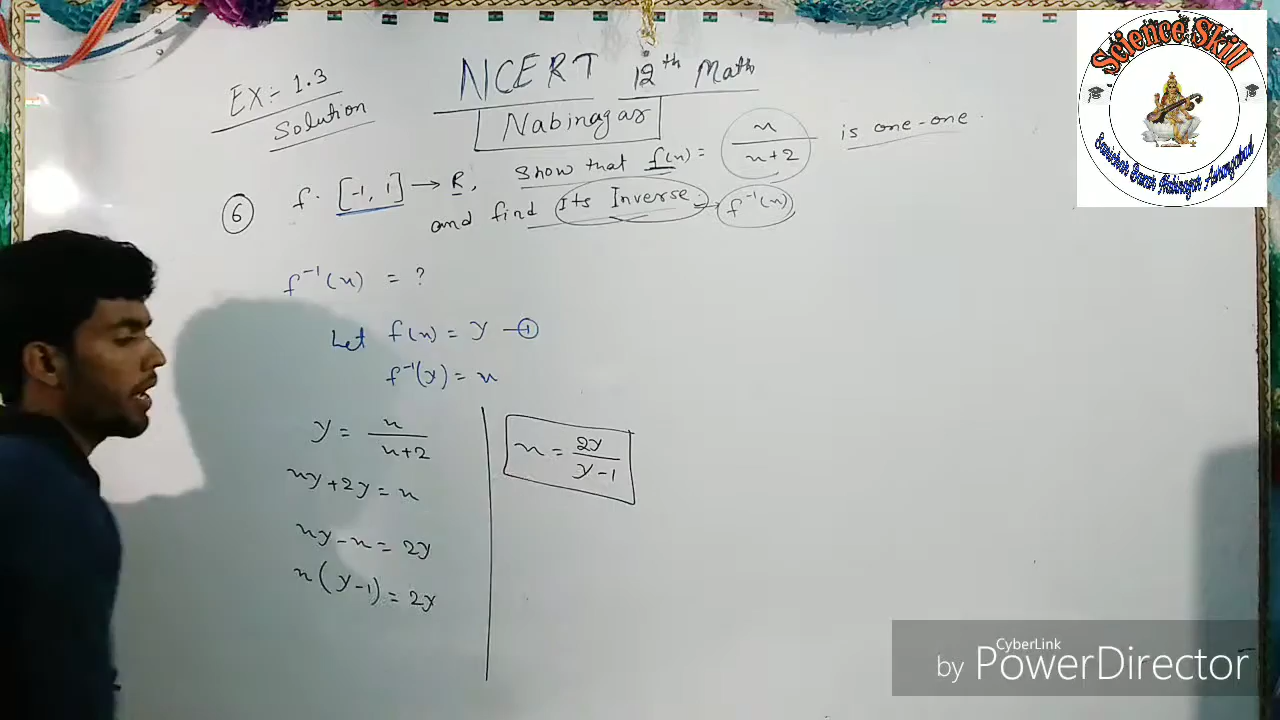 EX:- 1.3
Solution
NCERT 12th Math
Nabinagar
6 f. [-1, 1] → R, Show that f(x) = x/x+2 is one-one.
and find Its Inverse → f⁻¹(x)
f⁻¹(x) = ?
Let f(x) = y —①
f⁻¹(y) = x
y = x/x+2
xy+2y = x
xy-x = 2y
x(y-1) = 2y
x = 2y/y-1
Science Skill
by CyberLink PowerDirector